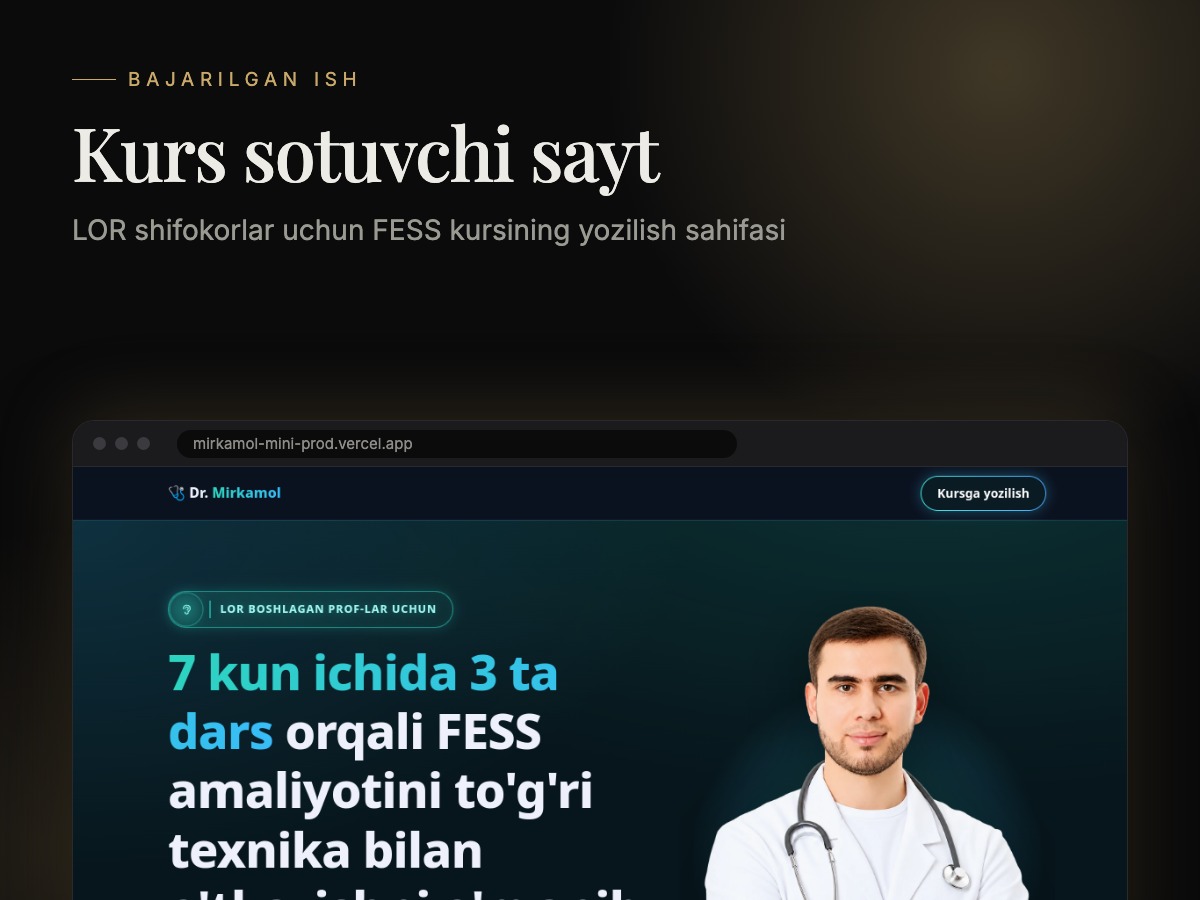 BAJARILGAN ISH
Kurs sotuvchi sayt
LOR shifokorlar uchun FESS kursining yozilish sahifasi
mirkamol-mini-prod.vercel.app
Dr. Mirkamol
Kursga yozilish
LOR BOSHLAGAN PROF-LAR UCHUN
7 kun ichida 3 ta
dars orqali FESS
amaliyotini to'g'ri
texnika bilan